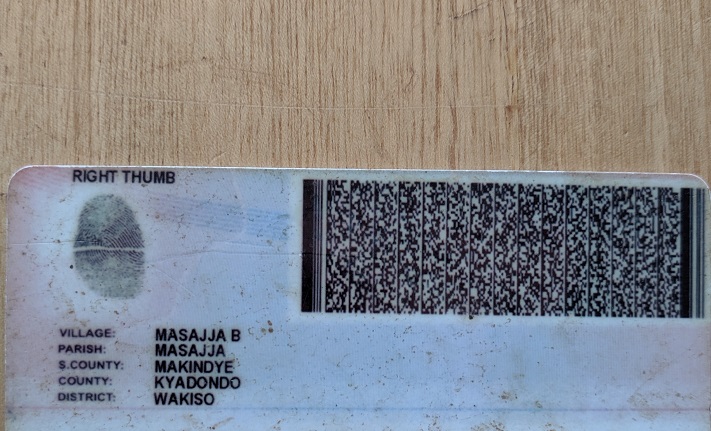 RIGHT THUMB
VILLAGE: MASAJJA B
PARISH: MASAJJA
S.COUNTY: MAKINDYE
COUNTY: KYADONDO
DISTRICT: WAKISO